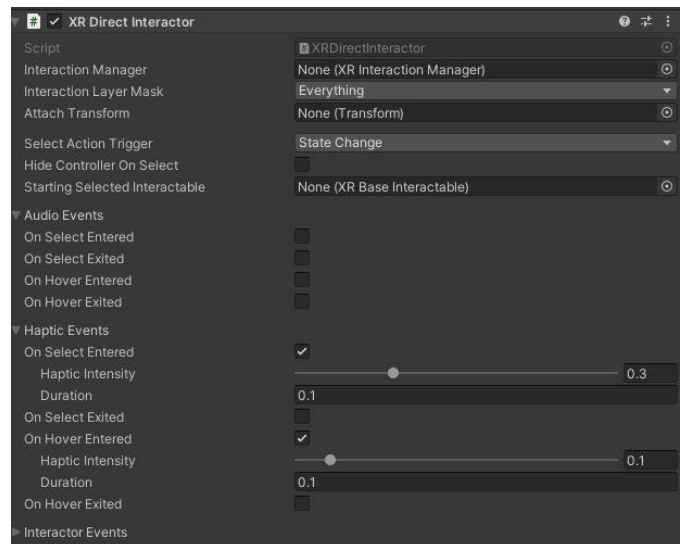 XR Direct Interactor
Script XRDirectInteractor
Interaction Manager None (XR Interaction Manager)
Interaction Layer Mask Everything
Attach Transform None (Transform)
Select Action Trigger State Change
Hide Controller On Select
Starting Selected Interactable None (XR Base Interactable)
Audio Events
On Select Entered
On Select Exited
On Hover Entered
On Hover Exited
Haptic Events
On Select Entered
Haptic Intensity 0.3
Duration 0.1
On Select Exited
On Hover Entered
Haptic Intensity 0.1
Duration 0.1
On Hover Exited
Interactor Events